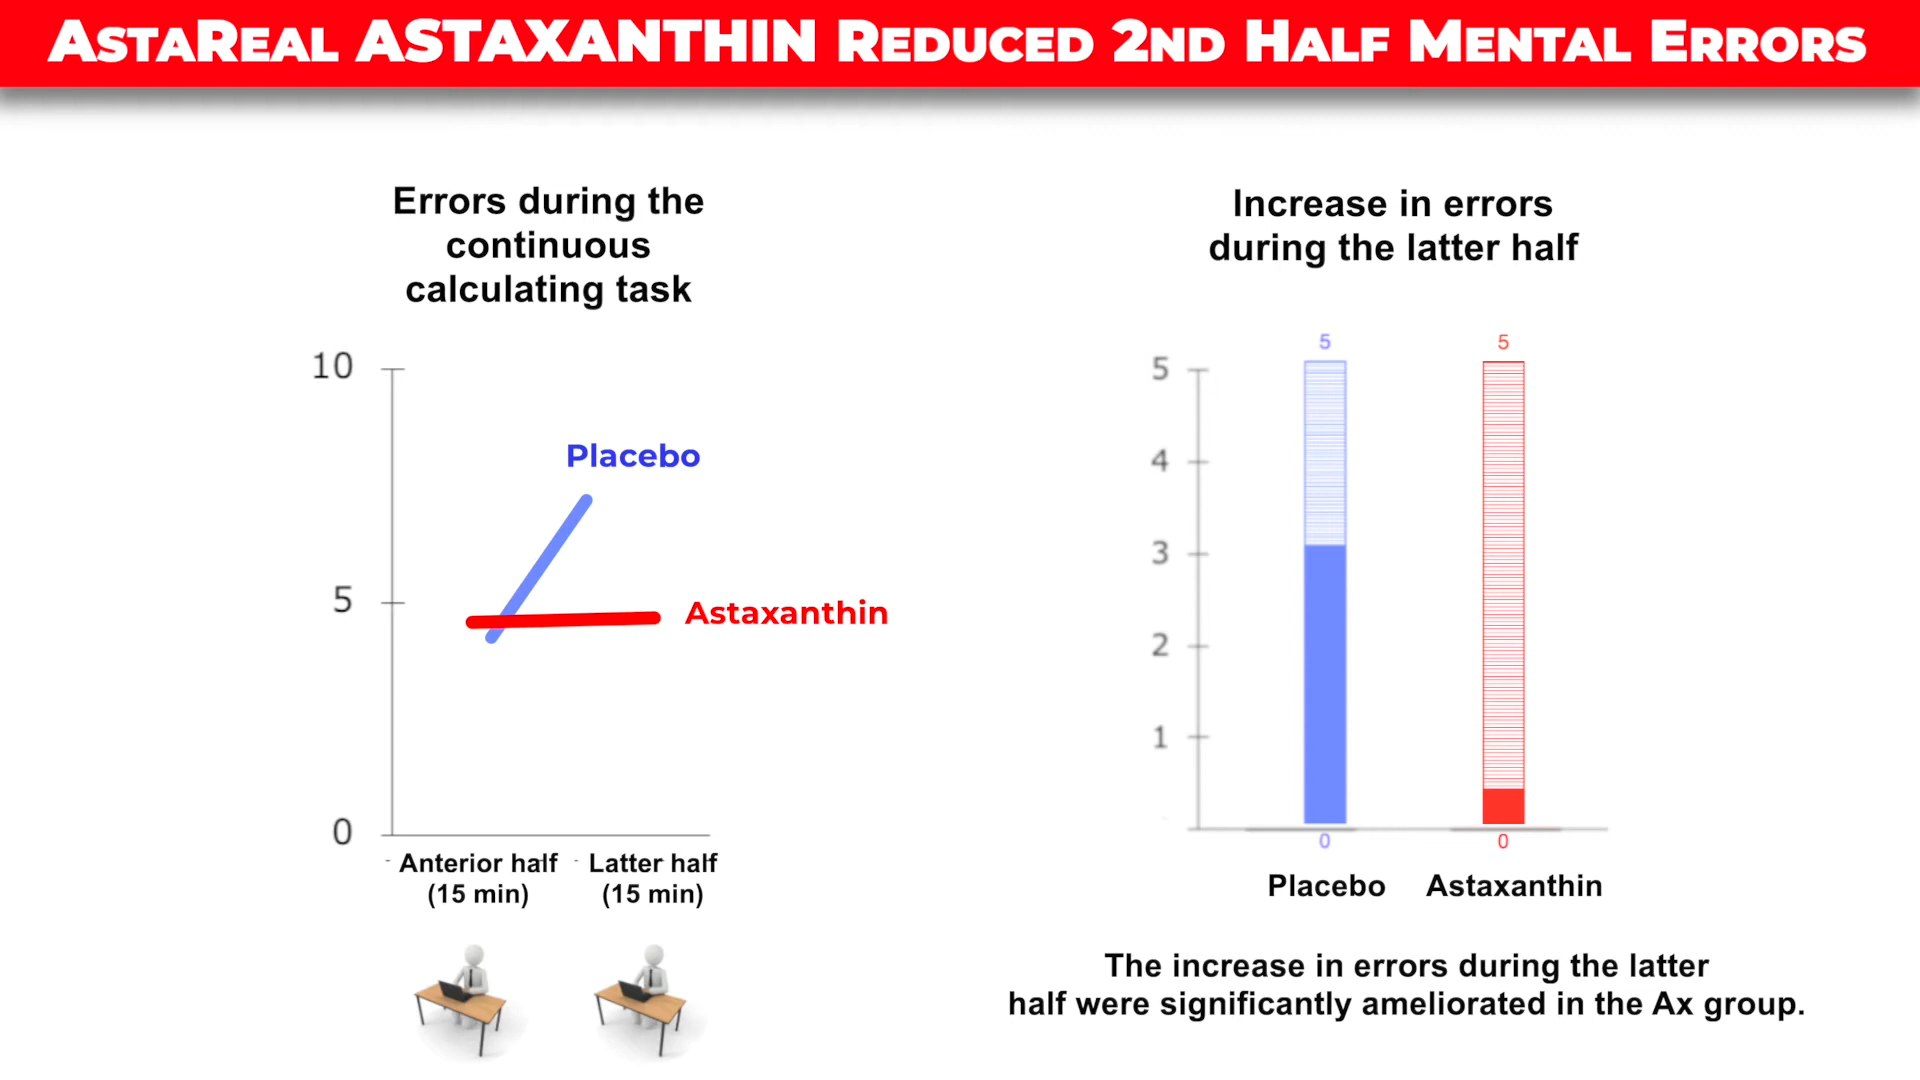 ASTAREAL ASTAXANTHIN REDUCED 2ND HALF MENTAL ERRORS
Errors during the
continuous
calculating task
10
5
0
Placebo
Astaxanthin
Anterior half
(15 min)
Latter half
(15 min)
Increase in errors
during the latter half
5
4
3
2
1
5
5
0
0
Placebo
Astaxanthin
The increase in errors during the latter
half were significantly ameliorated in the Ax group.